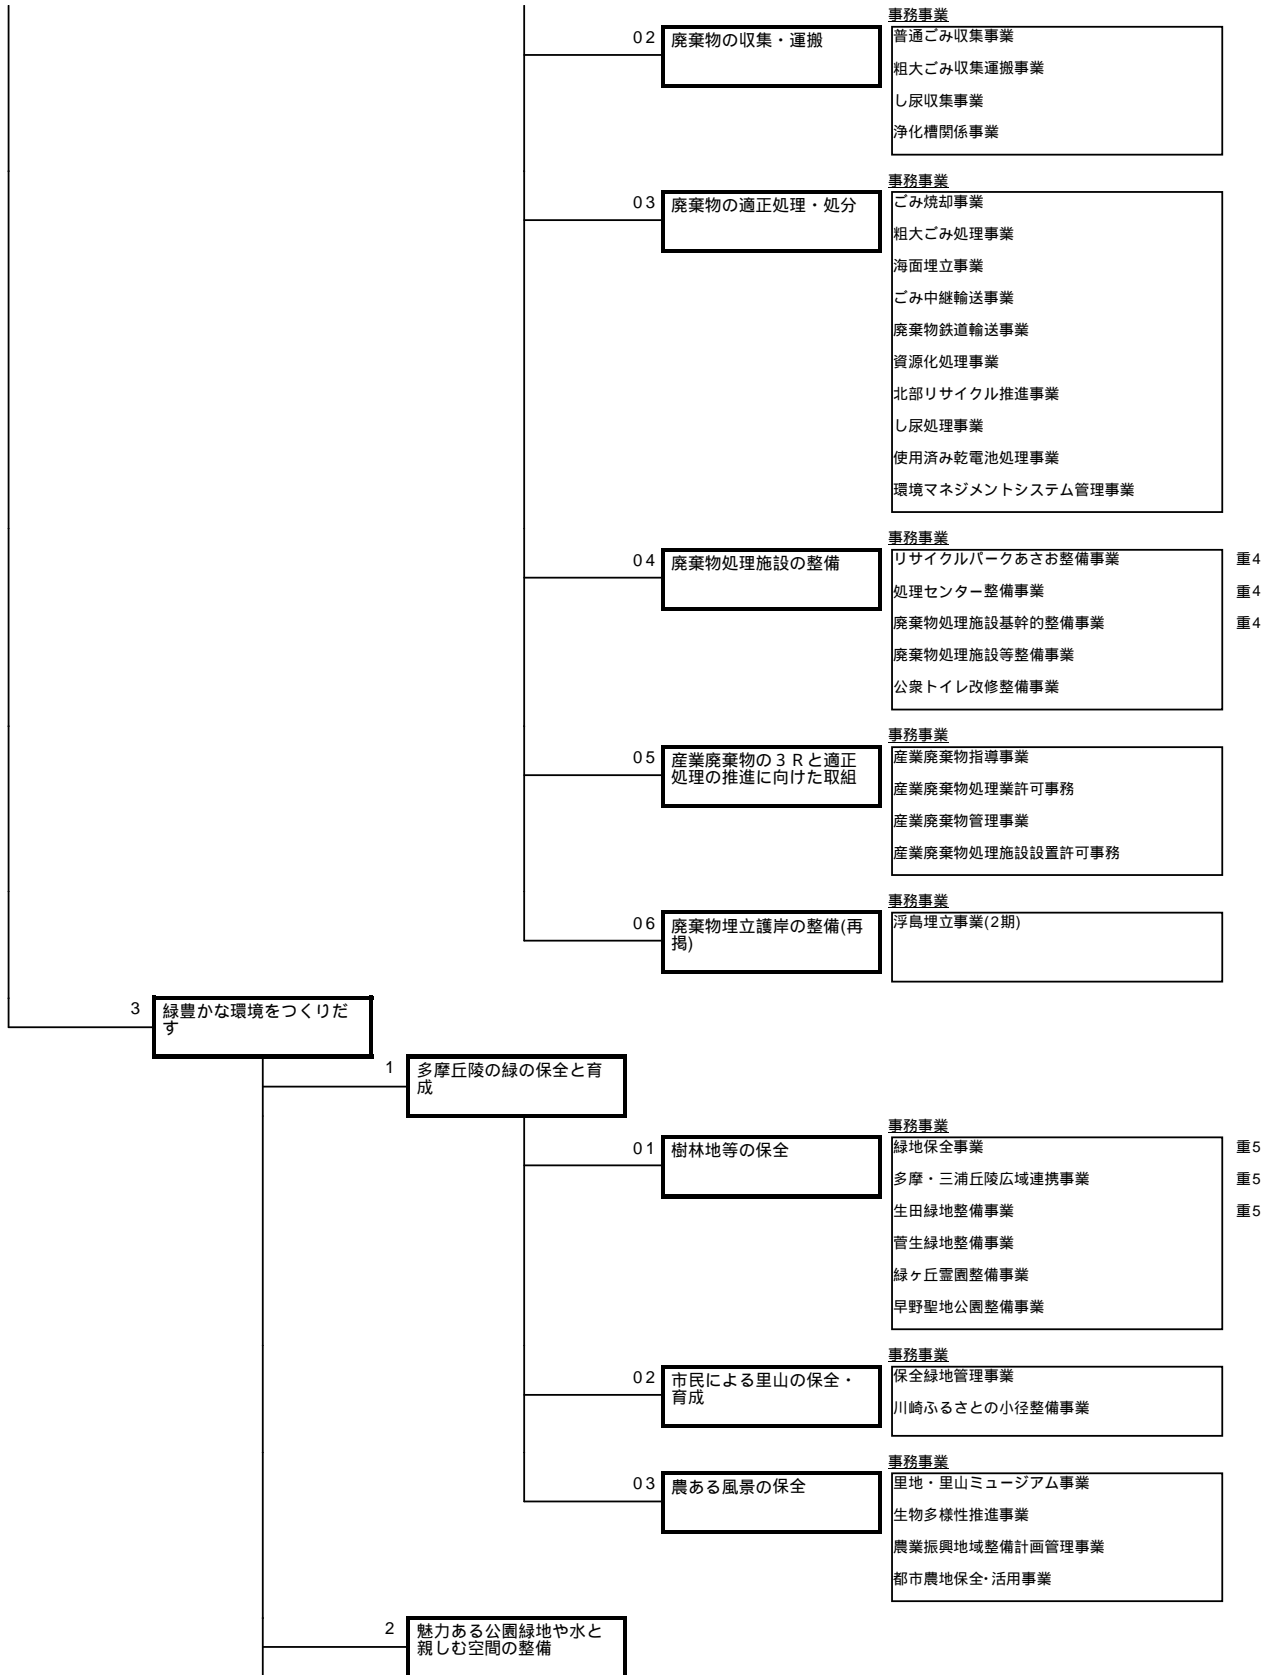 事務事業
02
廃棄物の収集・運搬
普通ごみ収集事業
粗大ごみ収集運搬事業
し尿収集事業
浄化槽関係事業
事務事業
03
廃棄物の適正処理・処分
ごみ焼却事業
粗大ごみ処理事業
海面埋立事業
ごみ中継輸送事業
廃棄物鉄道輸送事業
資源化処理事業
北部リサイクル推進事業
し尿処理事業
使用済み乾電池処理事業
環境マネジメントシステム管理事業
事務事業
04
廃棄物処理施設の整備
リサイクルパークあさお整備事業 重4
処理センター整備事業 重4
廃棄物処理施設基幹的整備事業 重4
廃棄物処理施設等整備事業
公衆トイレ改修整備事業
事務事業
05
産業廃棄物の3Rと適正
処理の推進に向けた取組
産業廃棄物指導事業
産業廃棄物処理業許可事務
産業廃棄物管理事業
産業廃棄物処理施設設置許可事務
事務事業
06
廃棄物埋立護岸の整備(再
掲)
浮島埋立事業(2期)
3
緑豊かな環境をつくりだ
す
1
多摩丘陵の緑の保全と育
成
事務事業
01
樹林地等の保全
緑地保全事業 重5
多摩・三浦丘陵広域連携事業 重5
生田緑地整備事業 重5
菅生緑地整備事業
緑ヶ丘霊園整備事業
早野聖地公園整備事業
事務事業
02
市民による里山の保全・
育成
保全緑地管理事業
川崎ふるさとの小径整備事業
事務事業
03
農ある風景の保全
里地・里山ミュージアム事業
生物多様性推進事業
農業振興地域整備計画管理事業
都市農地保全・活用事業
2
魅力ある公園緑地や水と
親しむ空間の整備